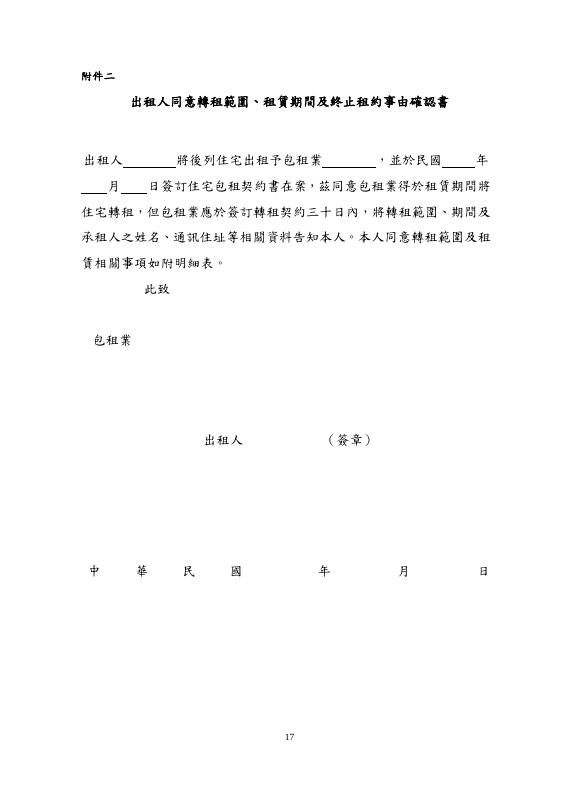 附件二
出租人同意轉租範圍、租賃期間及終止租約事由確認書
出租人________將後列住宅出租予包租業________，並於民國_____年
____月____日簽訂住宅包租契約書在案，茲同意包租業得於租賃期間將
住宅轉租，但包租業應於簽訂轉租契約三十日內，將轉租範圍、期間及
承租人之姓名、通訊住址等相關資料告知本人。本人同意轉租範圍及租
賃相關事項如附明細表。
此致
包租業
出租人 （簽章）
中 華 民 國 年 月 日
17